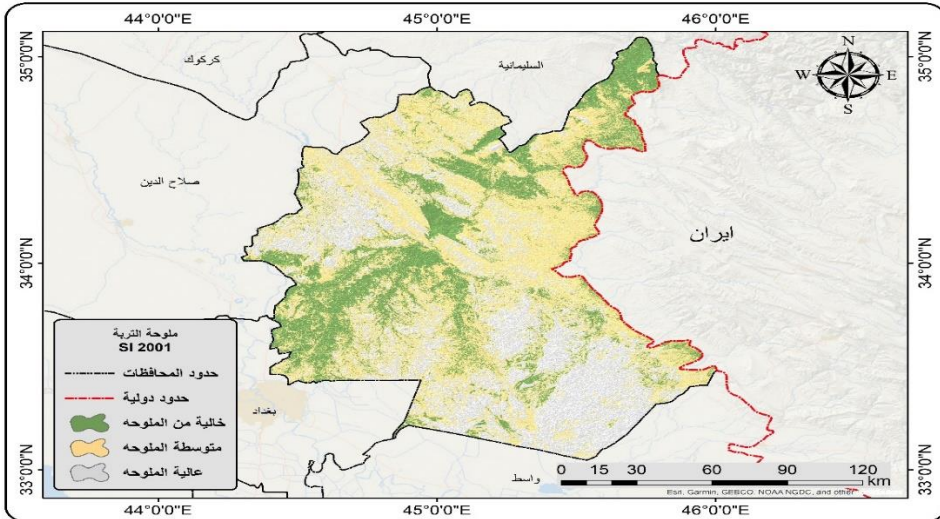 44°0'0"E 45°0'0"E 46°0'0"E
35°0'0"N
35°0'0"N
34°0'0"N
34°0'0"N
33°0'0"N
33°0'0"N
كركوك
السليمانية
N
W E
S
صلاح الدين
ايران
ملوحة التربة
SI 2001
حدود المحافظات
حدود دولية
خالية من الملوحه
متوسطة الملوحه
عالية الملوحه
بغداد
واسط
0 15 30 60 90 120
km
Esri, Garmin, GEBCO, NOAA NGDC, and other
44°0'0"E 45°0'0"E 46°0'0"E